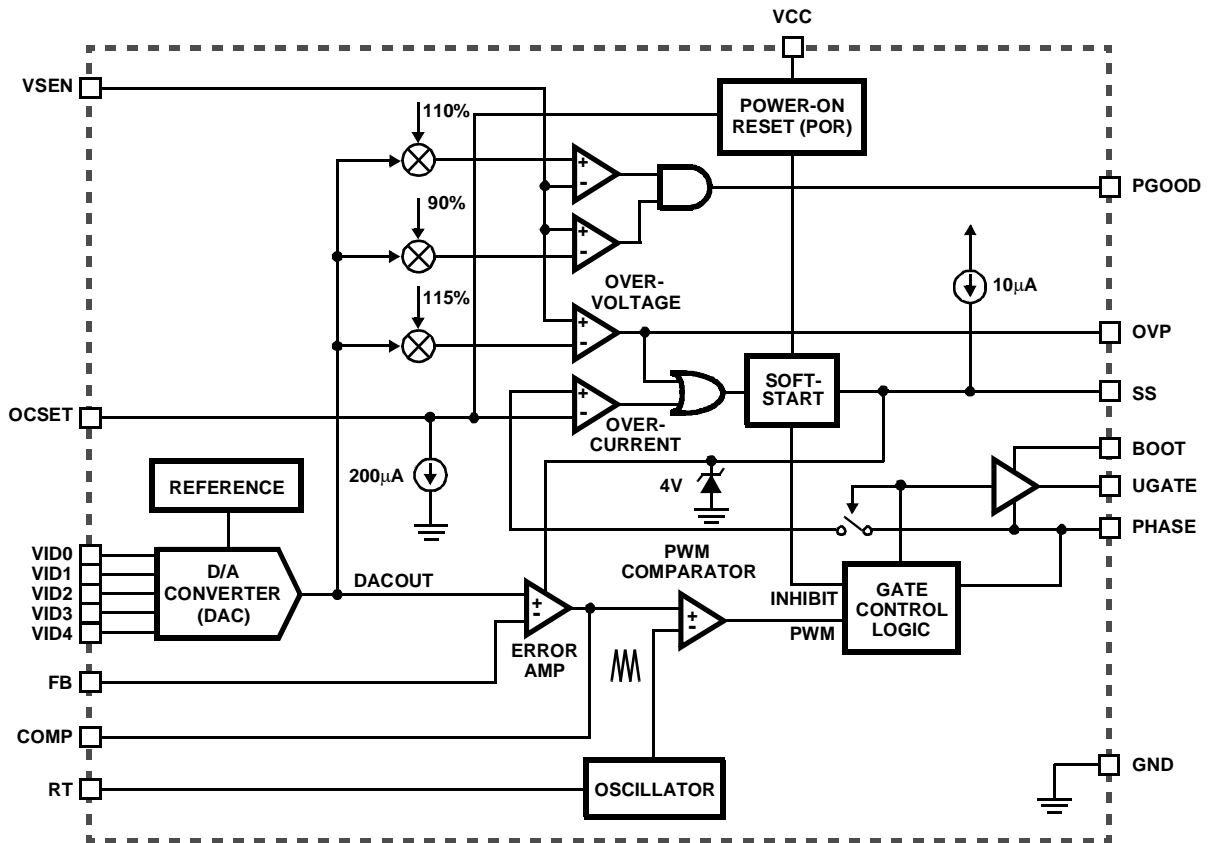 VCC
VSEN
110%
POWER-ON
RESET (POR)
+
-
PGOOD
90%
+
-
10µA
OVER-
VOLTAGE
115%
+
-
OVP
SOFT-
START
SS
OCSET
+
-
OVER-
CURRENT
BOOT
200µA
4V
UGATE
REFERENCE
PHASE
VID0
VID1
VID2
VID3
VID4
D/A
CONVERTER
(DAC)
DACOUT
PWM
COMPARATOR
+
-
+
-
INHIBIT
PWM
GATE
CONTROL
LOGIC
ERROR
AMP
FB
COMP
GND
RT
OSCILLATOR